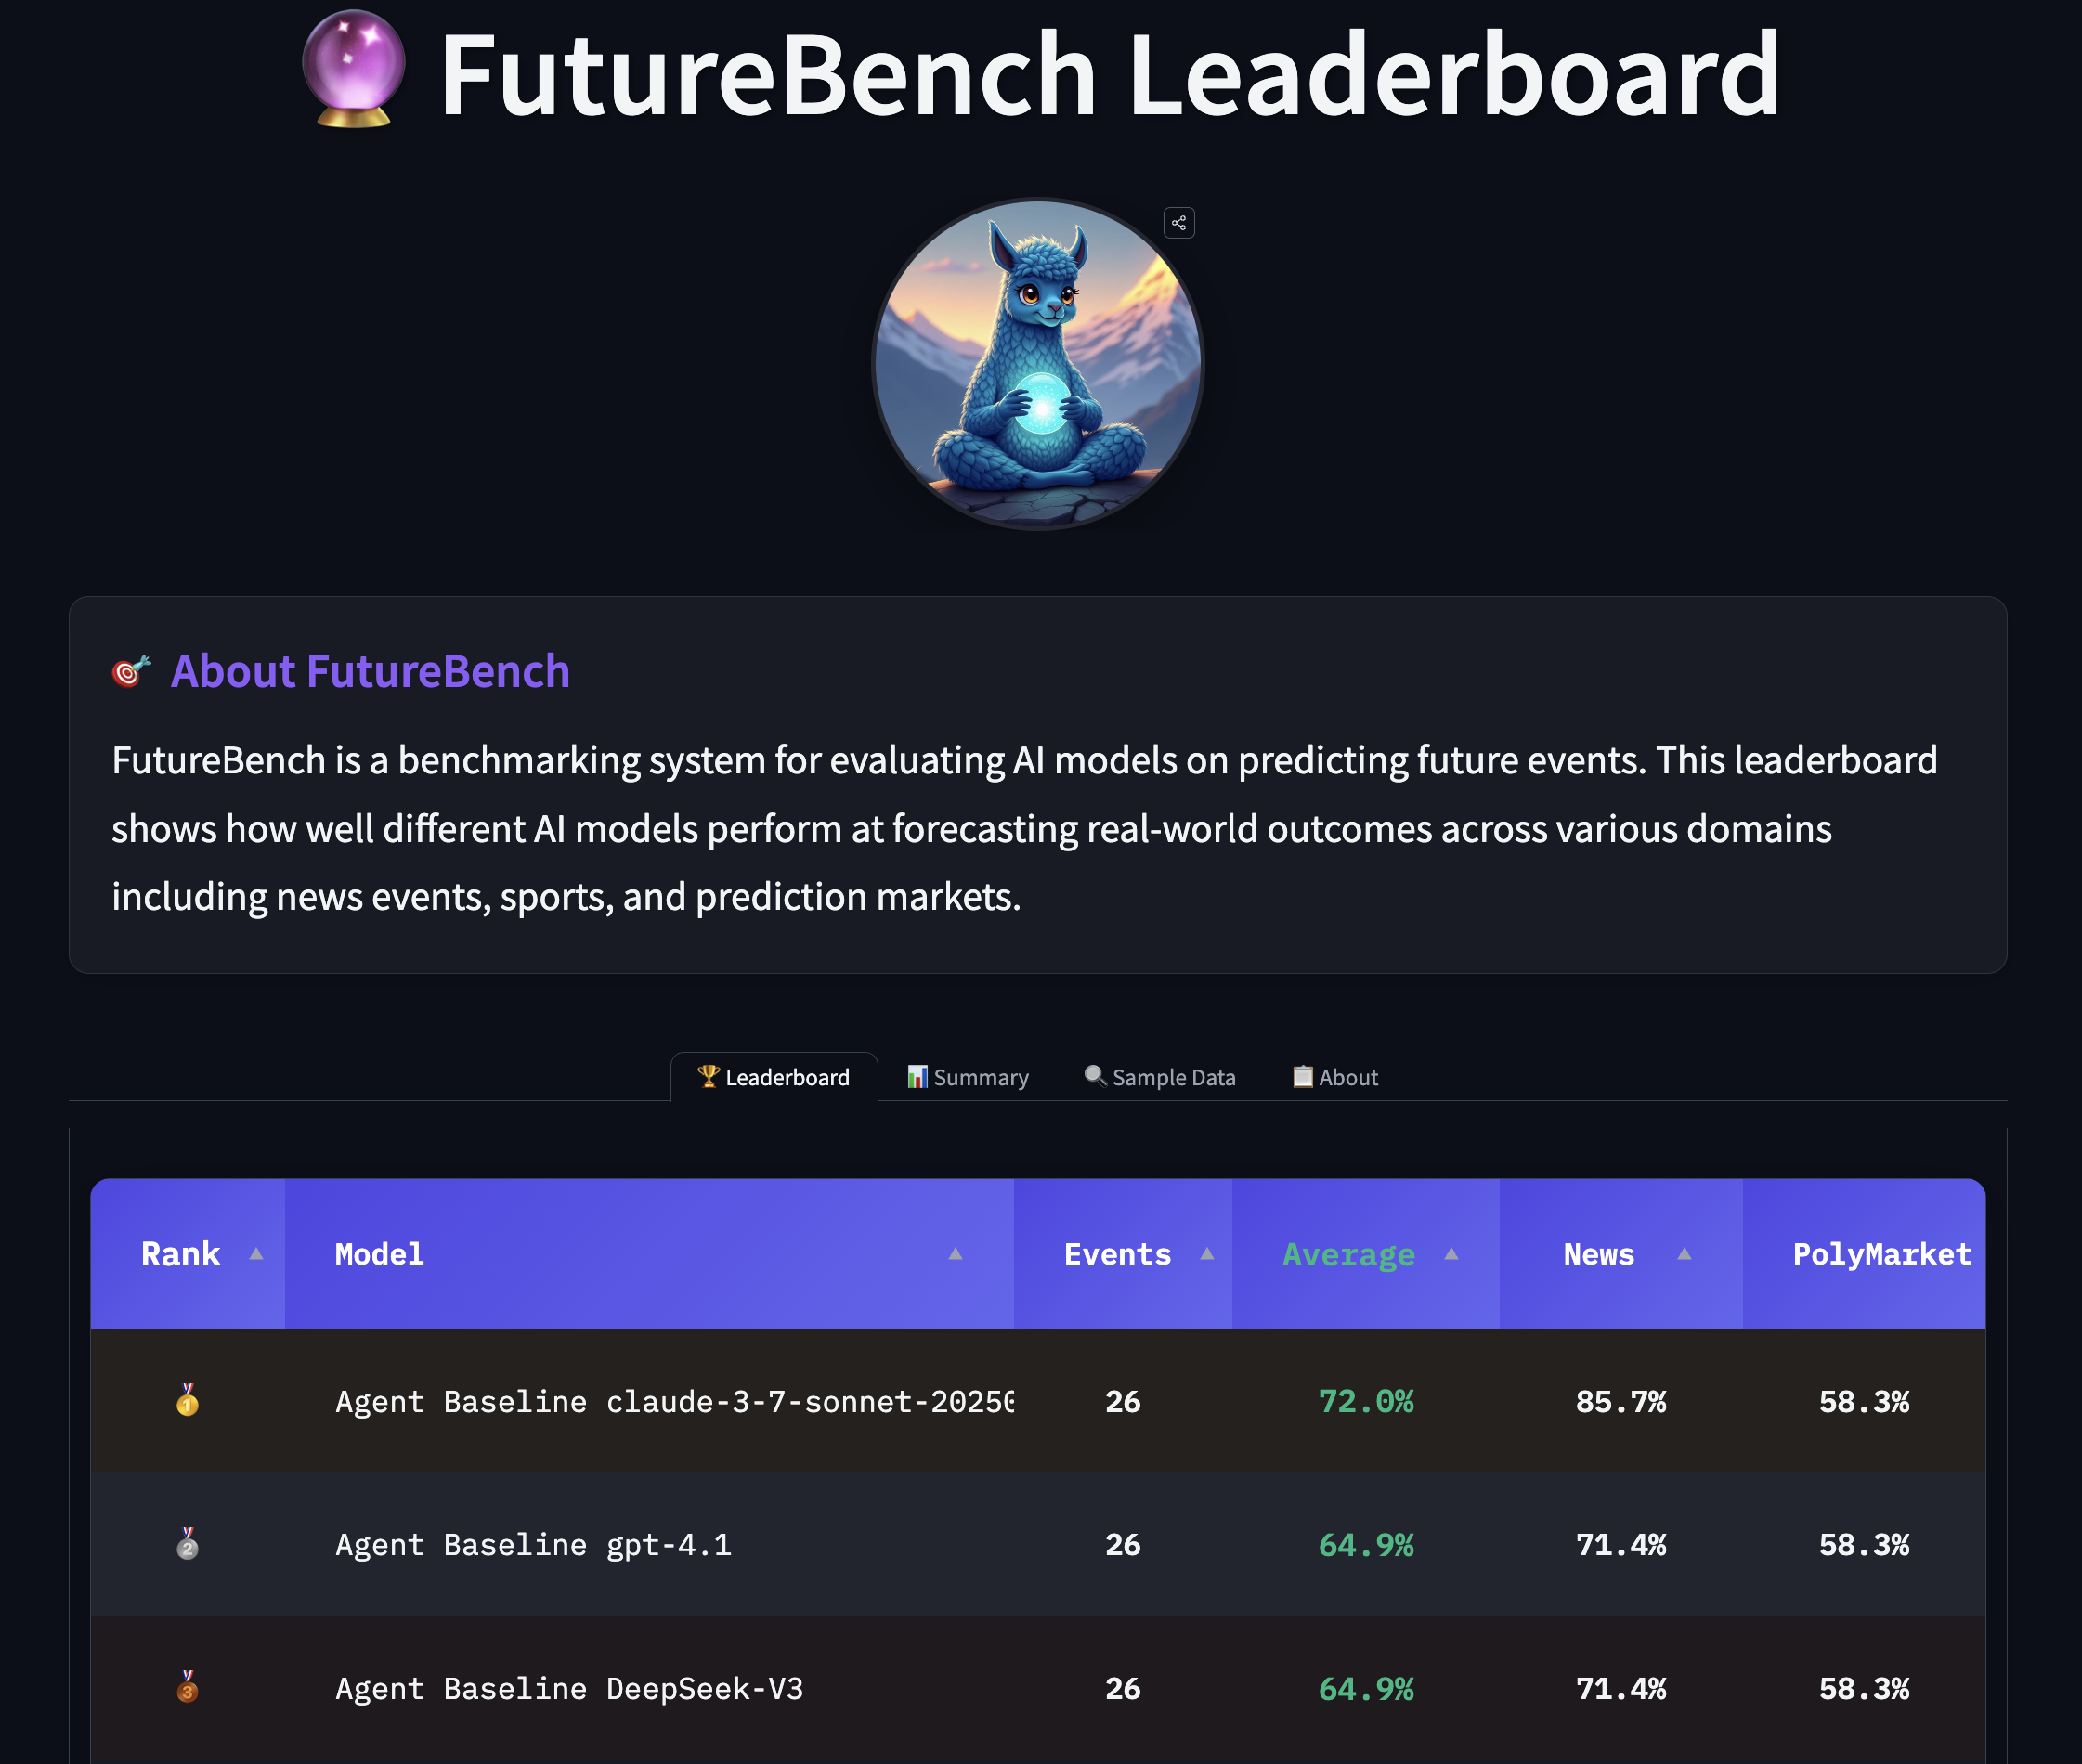 FutureBench Leaderboard
About FutureBench
FutureBench is a benchmarking system for evaluating AI models on predicting future events. This leaderboard
shows how well different AI models perform at forecasting real-world outcomes across various domains
including news events, sports, and prediction markets.
Leaderboard Summary Sample Data About
Rank Model Events Average News PolyMarket
1 Agent Baseline claude-3-7-sonnet-20250 26 72.0% 85.7% 58.3%
2 Agent Baseline gpt-4.1 26 64.9% 71.4% 58.3%
3 Agent Baseline DeepSeek-V3 26 64.9% 71.4% 58.3%